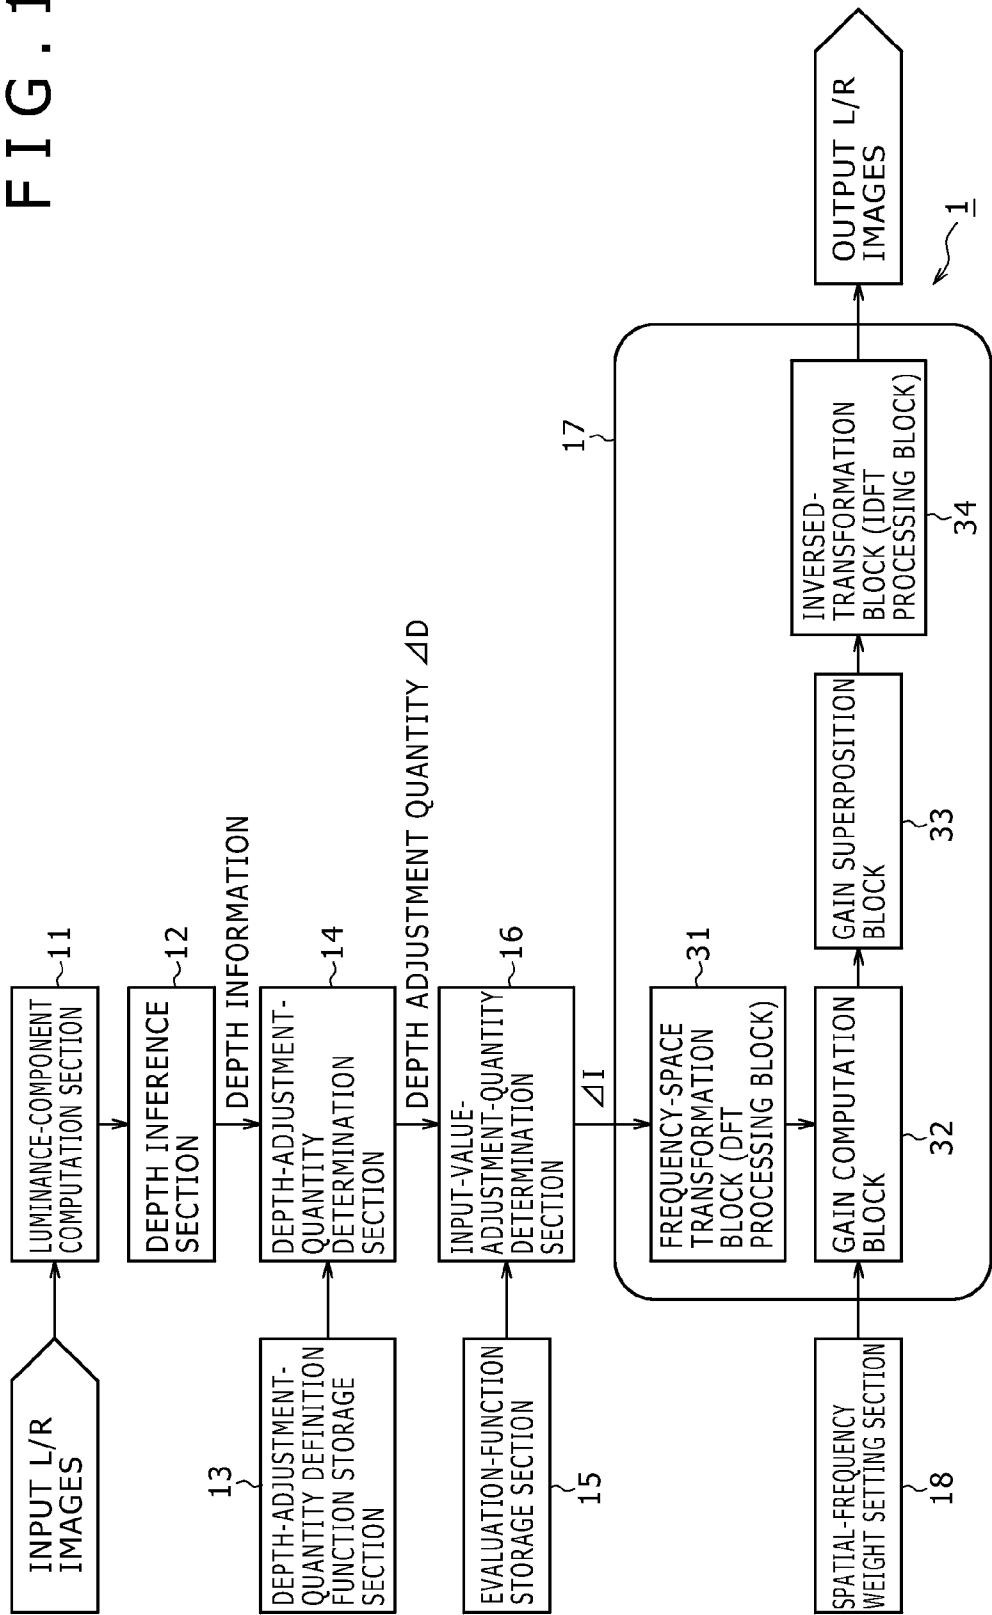 FIG. 1
INPUT L/R
IMAGES
LUMINANCE-COMPONENT
COMPUTATION SECTION
11
DEPTH INFERENCE
SECTION
12
DEPTH INFORMATION
13
DEPTH-ADJUSTMENT-
QUANTITY DEFINITION
FUNCTION STORAGE
SECTION
DEPTH-ADJUSTMENT-
QUANTITY
DETERMINATION
SECTION
14
DEPTH ADJUSTMENT QUANTITY ⊿D
EVALUATION-FUNCTION
STORAGE SECTION
15
INPUT-VALUE-
ADJUSTMENT-QUANTITY
DETERMINATION
SECTION
16
⊿I
17
FREQUENCY-SPACE
TRANSFORMATION
BLOCK (DFT
PROCESSING BLOCK)
31
SPATIAL-FREQUENCY
WEIGHT SETTING SECTION
18
GAIN COMPUTATION
BLOCK
32
GAIN SUPERPOSITION
BLOCK
33
INVERSED-
TRANSFORMATION
BLOCK (IDFT
PROCESSING BLOCK)
34
OUTPUT L/R
IMAGES
1